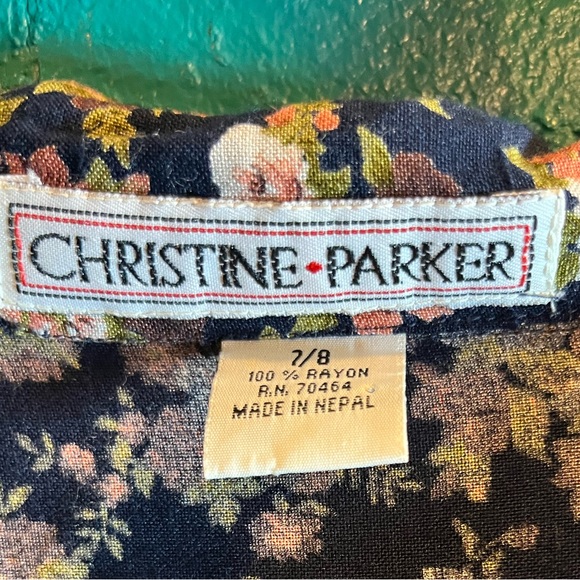 CHRISTINE • PARKER
7/8
100 % RAYON
R.N. 70464
MADE IN NEPAL